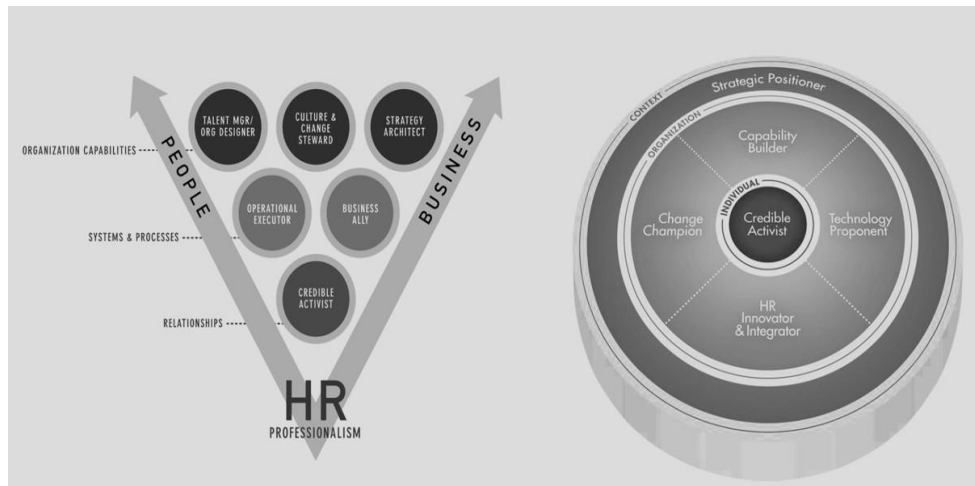 TALENT MGR/
ORG DESIGNER
CULTURE &
CHANGE
STEWARD
STRATEGY
ARCHITECT
ORGANIZATION CAPABILITIES
PEOPLE
BUSINESS
OPERATIONAL
EXECUTOR
BUSINESS
ALLY
SYSTEMS & PROCESSES
CREDIBLE
ACTIVIST
RELATIONSHIPS
HR
PROFESSIONALISM
CONTEXT
Strategic Positioner
ORGANIZATION
Capability
Builder
INDIVIDUAL
Change
Champion
Credible
Activist
Technology
Proponent
HR
Innovator
& Integrator